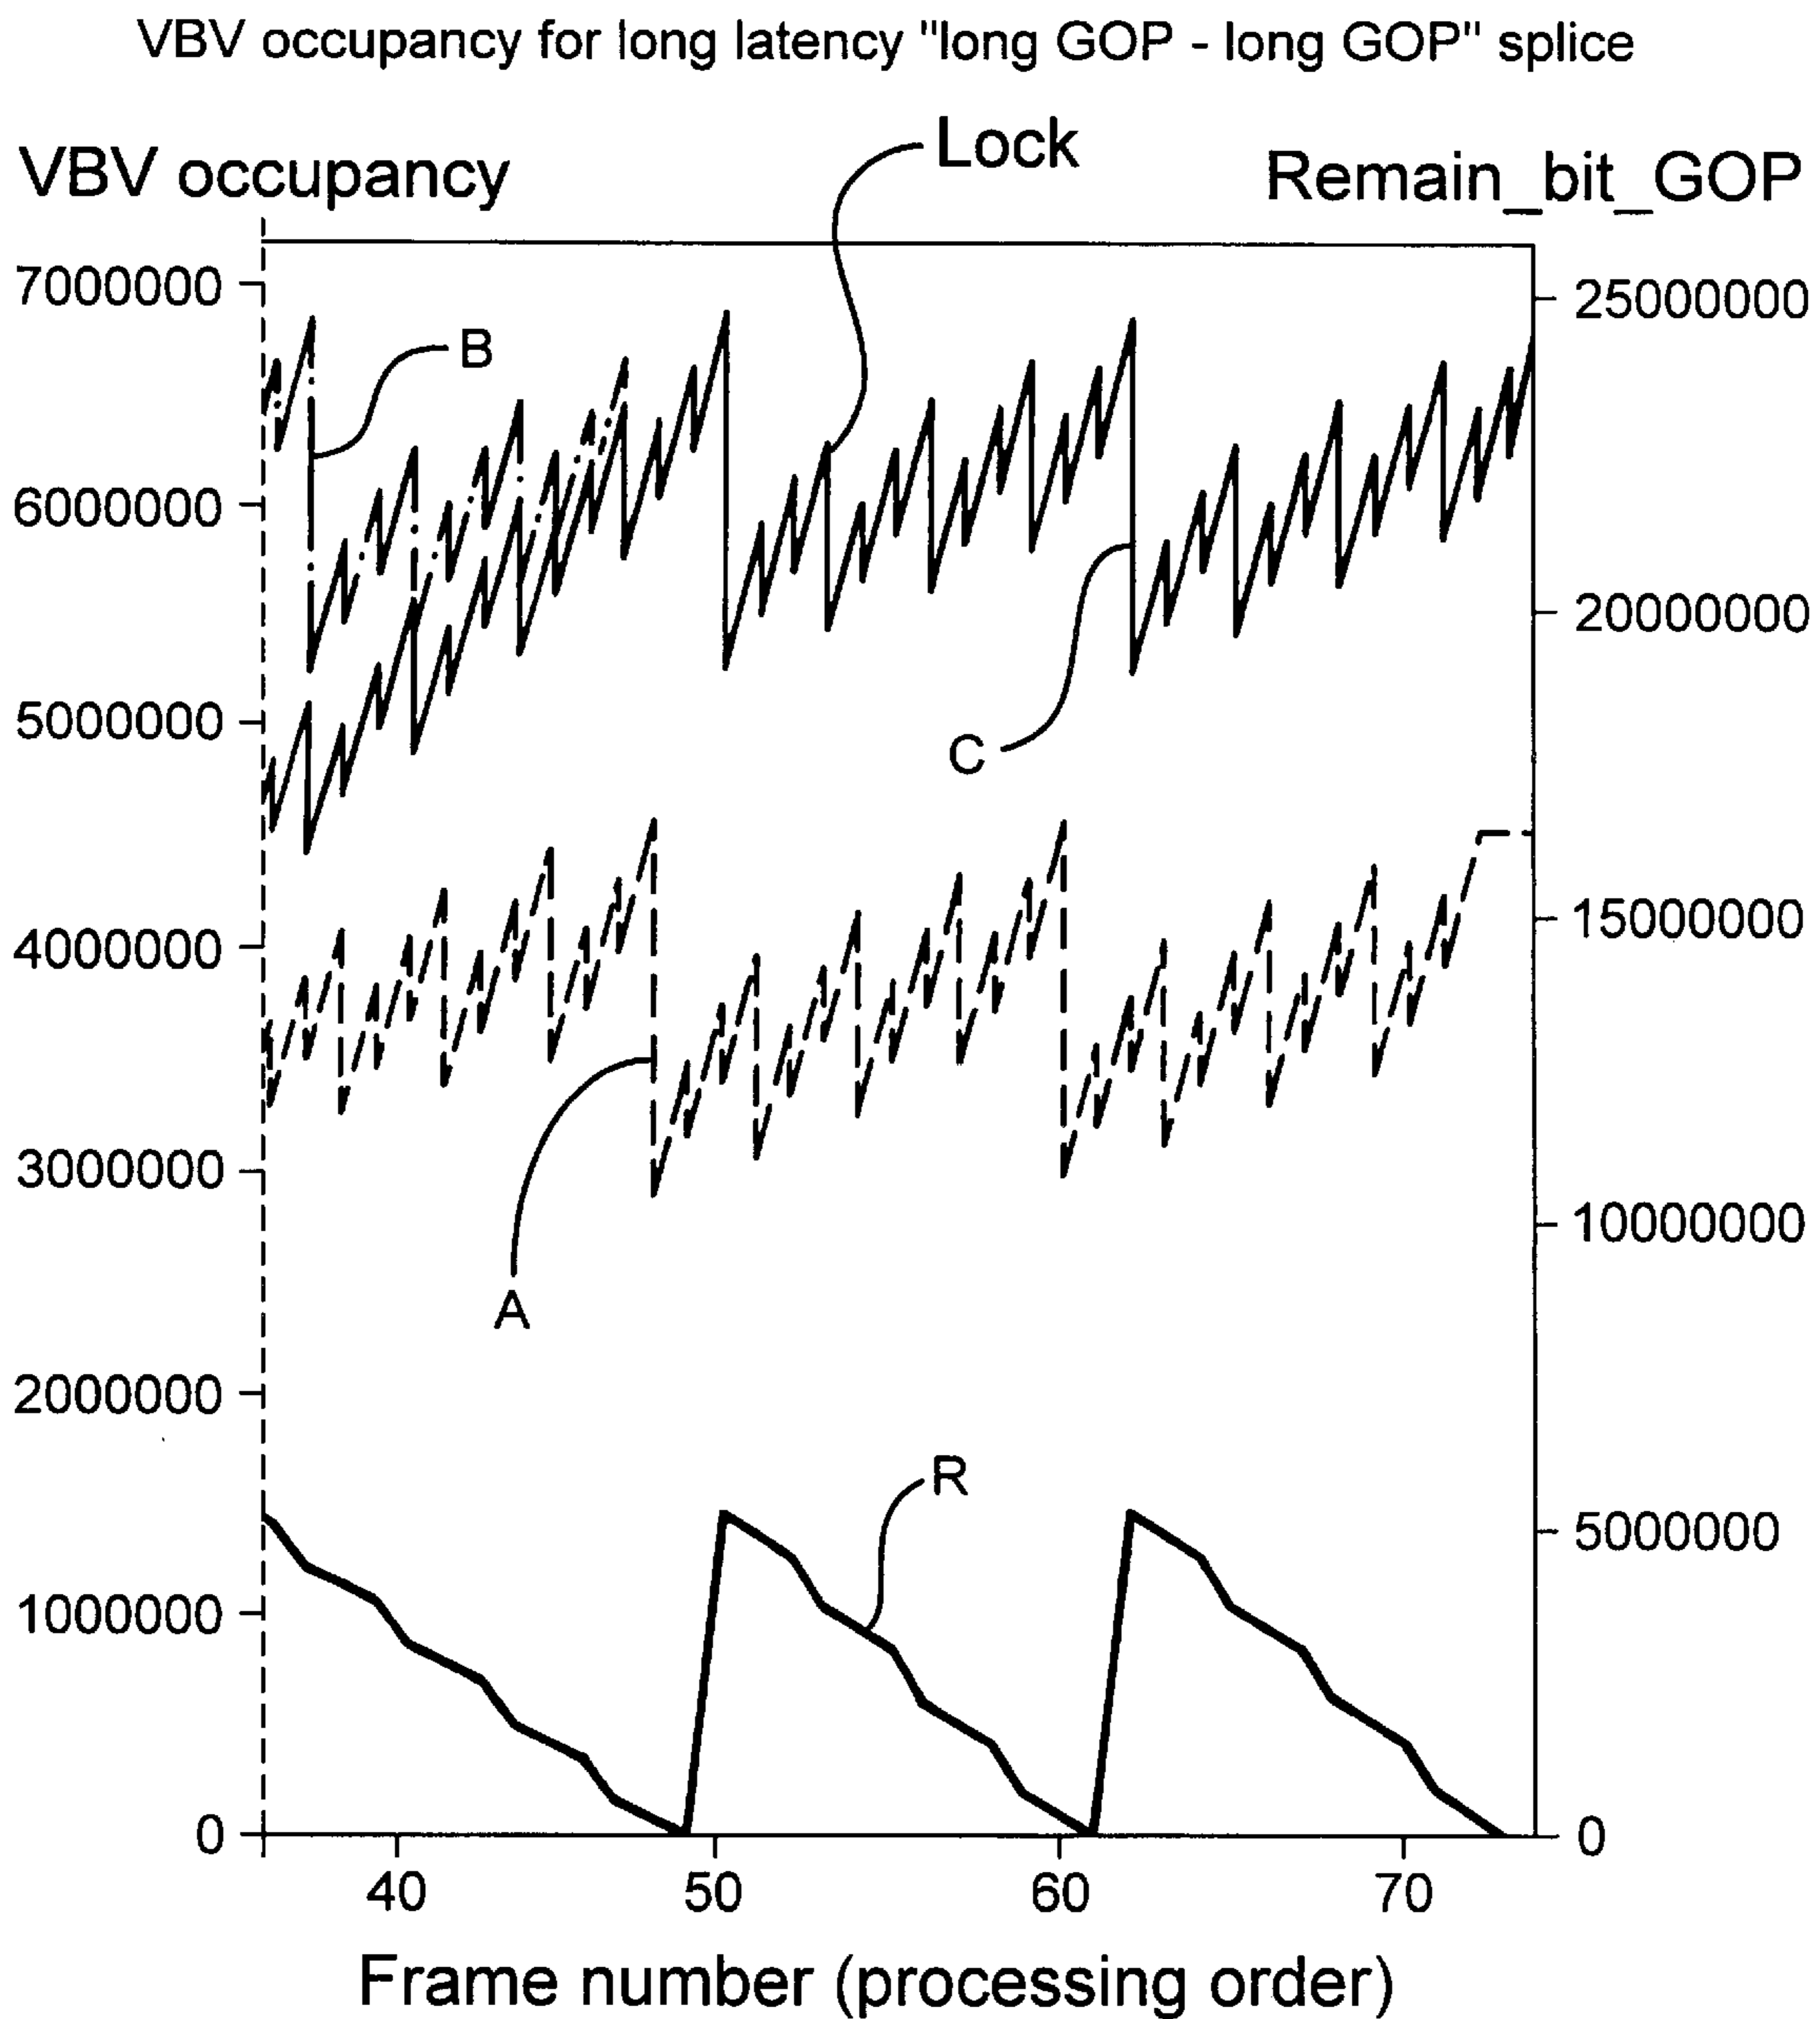 VBV occupancy for long latency "long GOP - long GOP" splice
Lock
VBV occupancy
Remain_bit_GOP
7000000
6000000
5000000
4000000
3000000
2000000
1000000
0
25000000
20000000
15000000
10000000
5000000
0
B
C
A
R
40
50
60
70
Frame number (processing order)